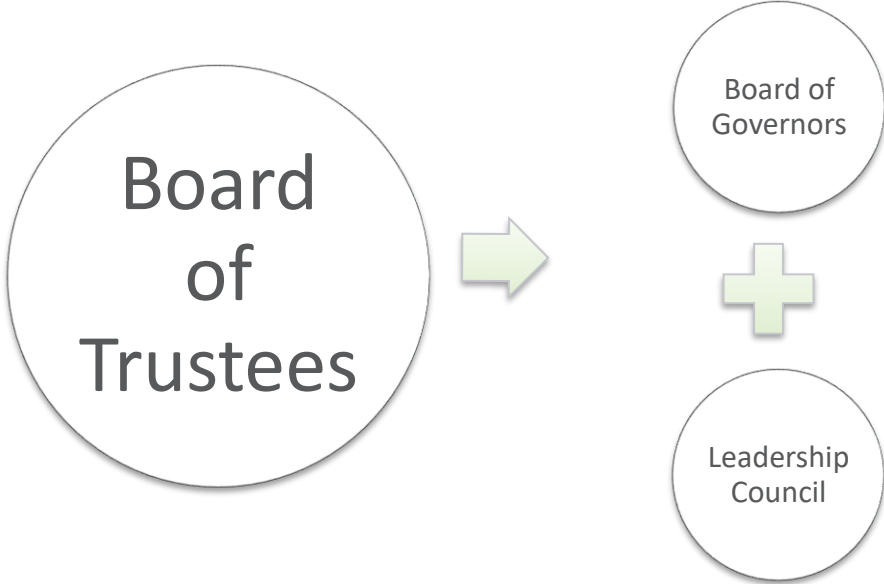 Board
of
Trustees
Board of
Governors
Leadership
Council